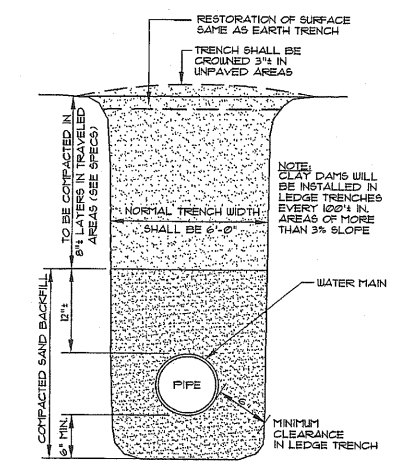 RESTORATION OF SURFACE
SAME AS EARTH TRENCH
TRENCH SHALL BE
CROWNED 3"± IN
UNPAVED AREAS
TO BE COMPACTED IN
8"± LAYERS IN TRAVELED
AREAS (SEE SPECS)
NOTE:
CLAY DAMS WILL
BE INSTALLED IN
LEDGE TRENCHES
EVERY 100'± IN
AREAS OF MORE
THAN 3% SLOPE
NORMAL TRENCH WIDTH
SHALL BE 6'-0"
WATER MAIN
COMPACTED SAND BACKFILL
12"±
PIPE
6" MIN.
MINIMUM
CLEARANCE
IN LEDGE TRENCH